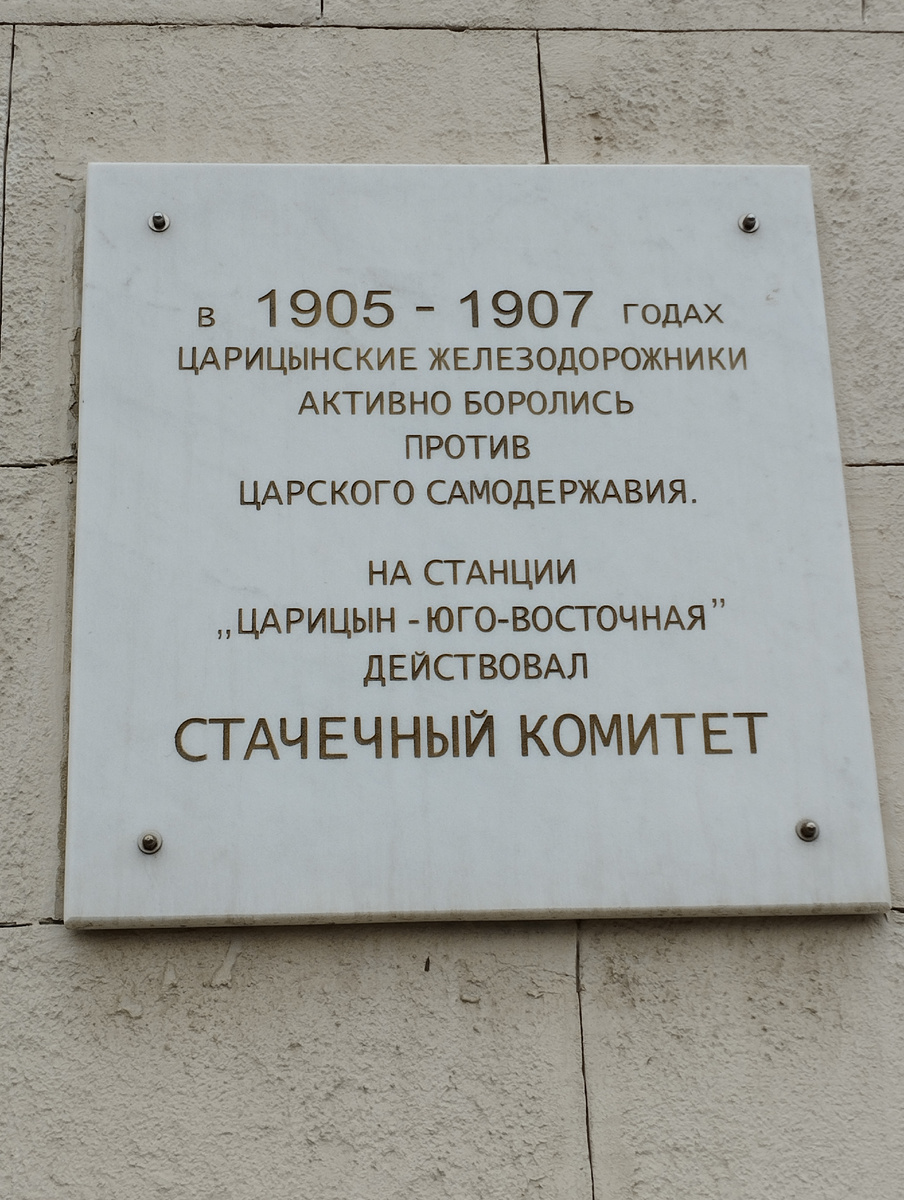 В 1905 - 1907 ГОДАХ
ЦАРИЦЫНСКИЕ ЖЕЛЕЗОДОРОЖНИКИ
АКТИВНО БОРОЛИСЬ
ПРОТИВ
ЦАРСКОГО САМОДЕРЖАВИЯ.
НА СТАНЦИИ
„ЦАРИЦЫН - ЮГО-ВОСТОЧНАЯ”
ДЕЙСТВОВАЛ
СТАЧЕЧНЫЙ КОМИТЕТ